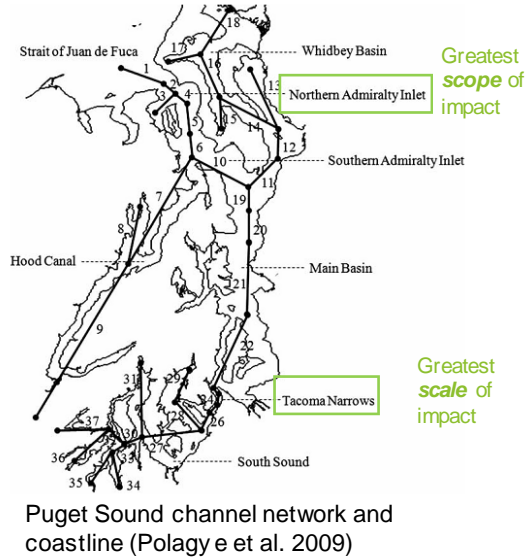 18
Strait of Juan de Fuca
17
Whidbey Basin
16
1
2
13
Greatest
scope of
impact
3
4
Northern Admiralty Inlet
15
14
5
12
6
10
Southern Admiralty Inlet
11
7
19
8
20
Hood Canal
Main Basin
21
9
22
Greatest
scale of
impact
31
29
24
Tacoma Narrows
28
26
37
30
27
33
36
South Sound
35
34
Puget Sound channel network and
coastline (Polagy e et al. 2009)